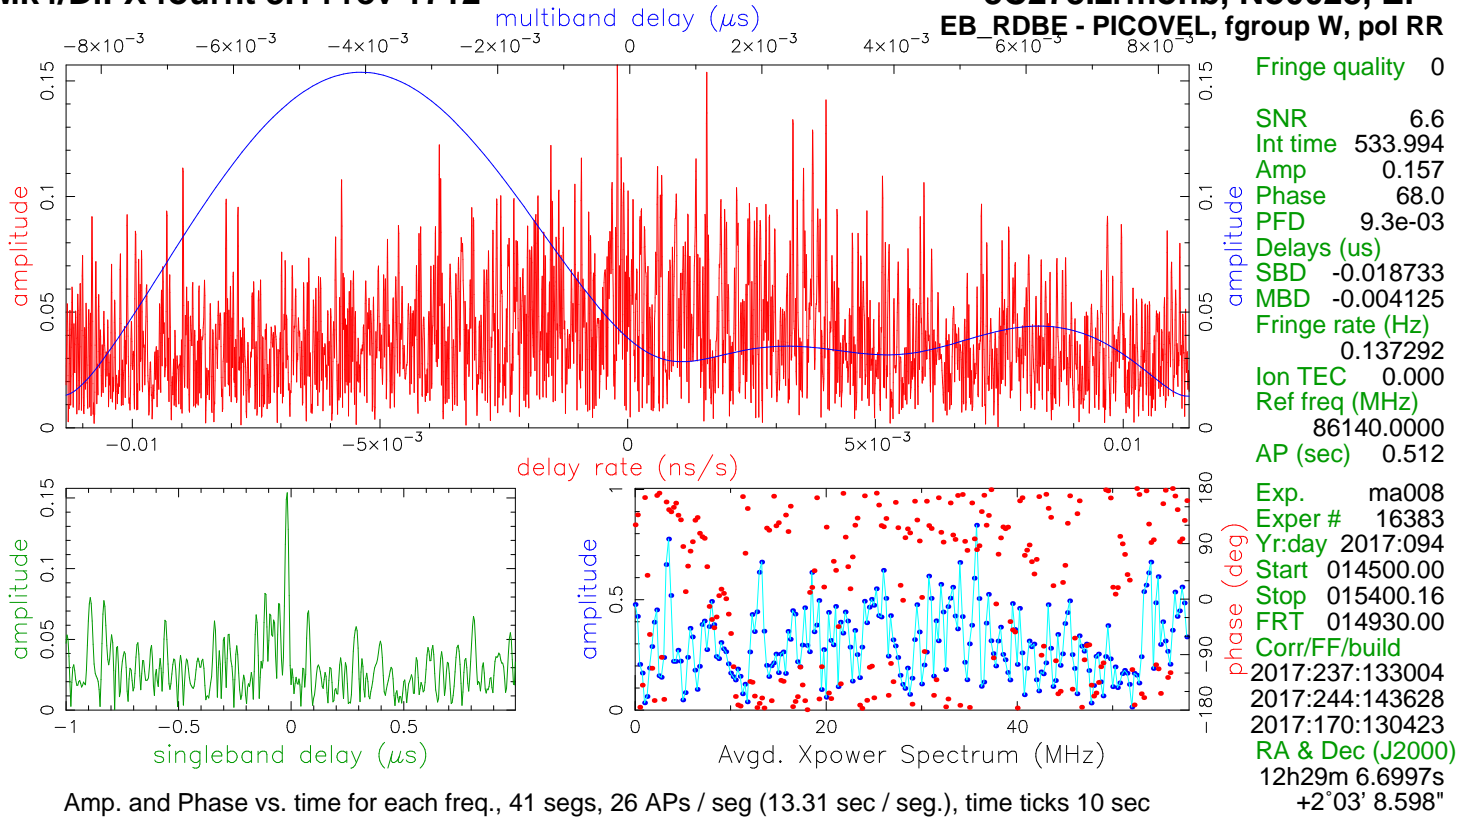 multiband delay (μs)
EB_RDBE - PICOVEL, fgroup W, pol RR
−8×10⁻³ −6×10⁻³ −4×10⁻³ −2×10⁻³ 0 2×10⁻³ 4×10⁻³ 6×10⁻³ 8×10⁻³
amplitude
0 0.05 0.1 0.15
amplitude
0 0.05 0.1 0.15
−0.01 −5×10⁻³ 0 5×10⁻³ 0.01
delay rate (ns/s)
Fringe quality 0
SNR 6.6
Int time 533.994
Amp 0.157
Phase 68.0
PFD 9.3e-03
Delays (us)
SBD -0.018733
MBD -0.004125
Fringe rate (Hz)
0.137292
Ion TEC 0.000
Ref freq (MHz)
86140.0000
AP (sec) 0.512
Exp. ma008
Exper # 16383
Yr:day 2017:094
Start 014500.00
Stop 015400.16
FRT 014930.00
Corr/FF/build
2017:237:133004
2017:244:143628
2017:170:130423
RA & Dec (J2000)
12h29m 6.6997s
+2°03' 8.598"
amplitude
0 0.05 0.1 0.15
−1 −0.5 0 0.5
singleband delay (μs)
amplitude
0 0.5 1
0 20 40
Avgd. Xpower Spectrum (MHz)
phase (deg)
−180 −90 0 90 180
Amp. and Phase vs. time for each freq., 41 segs, 26 APs / seg (13.31 sec / seg.), time ticks 10 sec